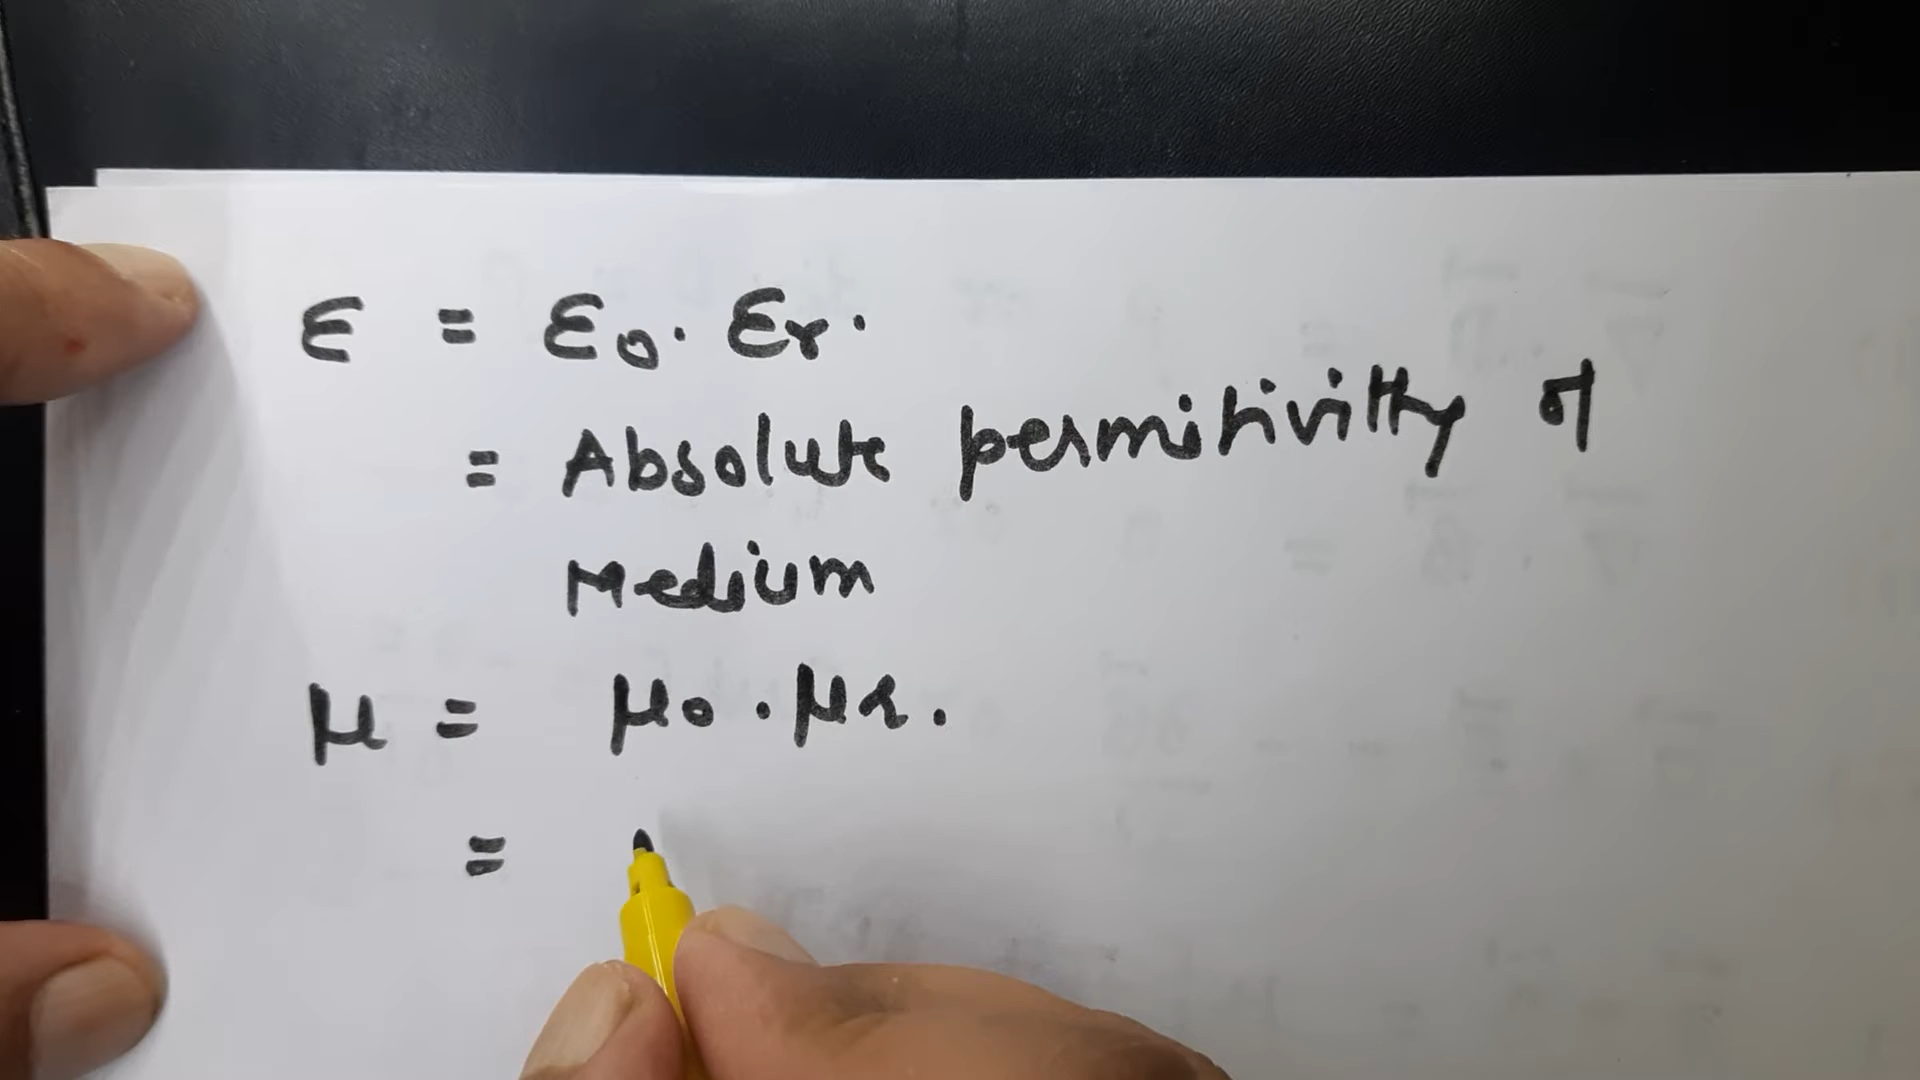 ε = ε0. εr.
= Absolute permitivitty of
Medium
μ = μ0 . μr.
=